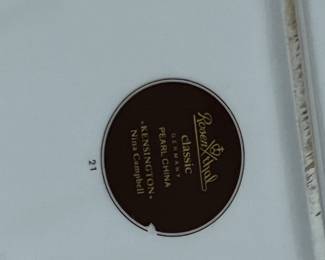 Rosenthal
classic
GERMANY
PEARL CHINA
»KENSINGTON«
Nina Campbell
21